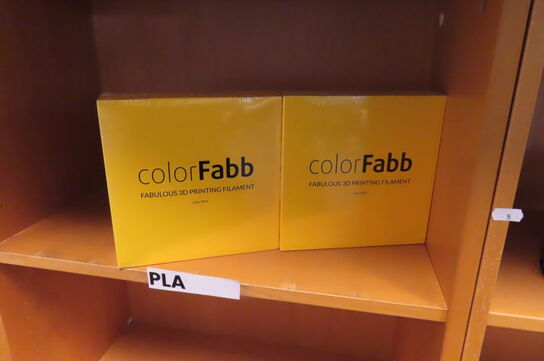 colorFabb
FABULOUS 3D PRINTING FILAMENT
colorFabb
FABULOUS 3D PRINTING FILAMENT
PLA
5